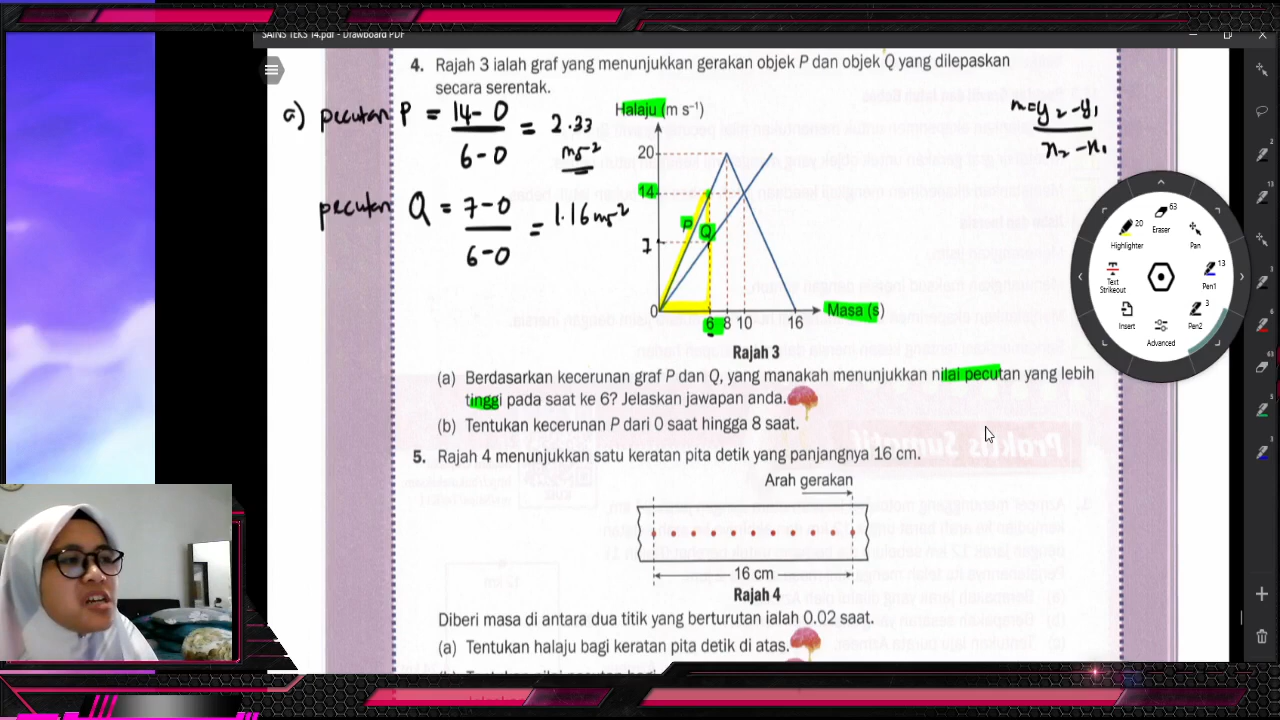 SAINS TEKS 14.pdf - Drawboard PDF
4. Rajah 3 ialah graf yang menunjukkan gerakan objek P dan objek Q yang dilepaskan
secara serentak.
a) pecutan P = 14 - 0 / 6 - 0 = 2.33 ms⁻²
pecutan Q = 7 - 0 / 6 - 0 = 1.16 ms⁻²
m = y₂ - y₁ / x₂ - x₁
Halaju (m s⁻¹)
20
14
7
0
P
Q
6 8 10 16
Masa (s)
Rajah 3
(a) Berdasarkan kecerunan graf P dan Q, yang manakah menunjukkan nilai pecutan yang lebih
tinggi pada saat ke 6? Jelaskan jawapan anda.
(b) Tentukan kecerunan P dari 0 saat hingga 8 saat.
5. Rajah 4 menunjukkan satu keratan pita detik yang panjangnya 16 cm.
Arah gerakan
16 cm
Rajah 4
Diberi masa di antara dua titik yang berturutan ialah 0.02 saat.
(a) Tentukan halaju bagi keratan pita detik di atas.
63
20
Eraser
Highlighter
Pan
13
Text
Strikeout
Pen1
3
Insert
Pen2
Advanced